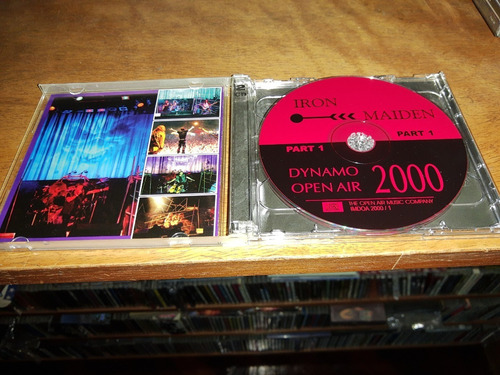 IRON
MAIDEN
PART 1
PART 1
DYNAMO
OPEN AIR
2000
THE OPEN AIR MUSIC COMPANY
IMDOA 2000 / 1